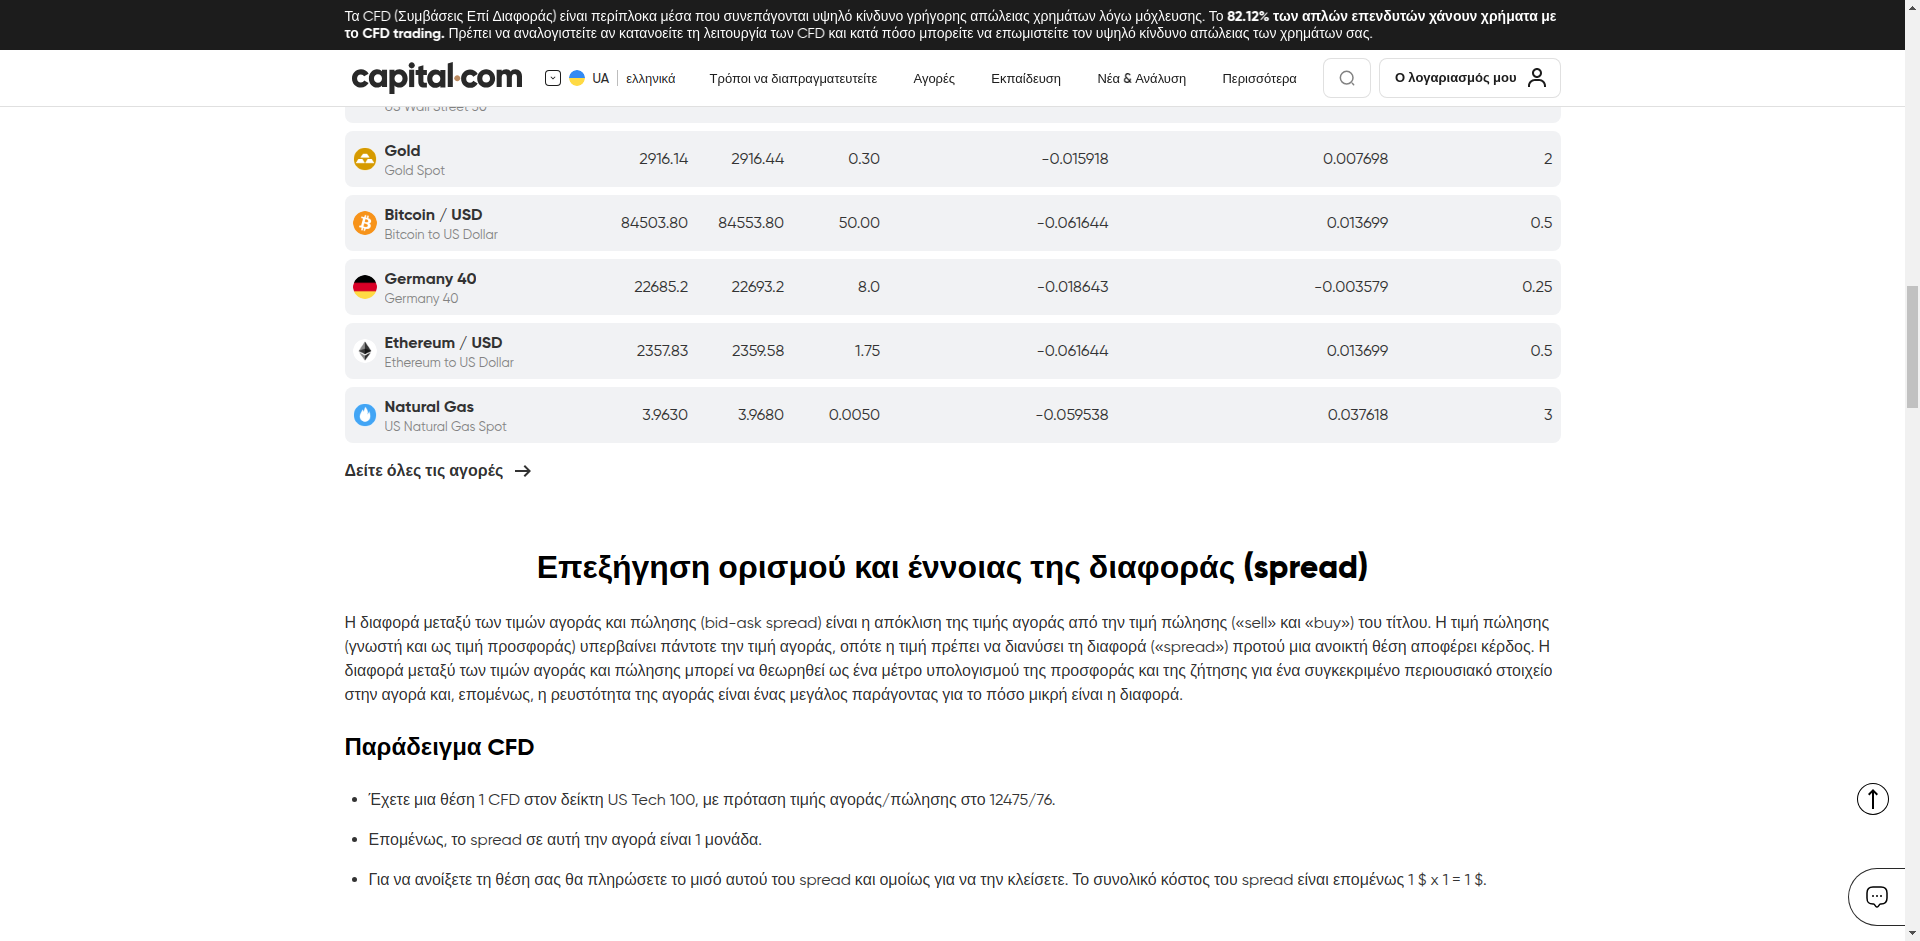 Τα CFD (Συμβάσεις Επί Διαφοράς) είναι περίπλοκα μέσα που συνεπάγονται υψηλό κίνδυνο γρήγορης απώλειας χρημάτων λόγω μόχλευσης. Το 82.12% των απλών επενδυτών χάνουν χρήματα με
το CFD trading. Πρέπει να αναλογιστείτε αν κατανοείτε τη λειτουργία των CFD και κατά πόσο μπορείτε να επωμιστείτε τον υψηλό κίνδυνο απώλειας των χρημάτων σας.
capital.com UA ελληνικά Τρόποι να διαπραγματευτείτε Αγορές Εκπαίδευση Νέα & Ανάλυση Περισσότερα Ο λογαριασμός μου
US Wall Street 30
Gold 2916.14 2916.44 0.30 -0.015918 0.007698 2
Gold Spot
Bitcoin / USD 84503.80 84553.80 50.00 -0.061644 0.013699 0.5
Bitcoin to US Dollar
Germany 40 22685.2 22693.2 8.0 -0.018643 -0.003579 0.25
Germany 40
Ethereum / USD 2357.83 2359.58 1.75 -0.061644 0.013699 0.5
Ethereum to US Dollar
Natural Gas 3.9630 3.9680 0.0050 -0.059538 0.037618 3
US Natural Gas Spot
Δείτε όλες τις αγορές
Επεξήγηση ορισμού και έννοιας της διαφοράς (spread)
Η διαφορά μεταξύ των τιμών αγοράς και πώλησης (bid-ask spread) είναι η απόκλιση της τιμής αγοράς από την τιμή πώλησης («sell» και «buy») του τίτλου. Η τιμή πώλησης
(γνωστή και ως τιμή προσφοράς) υπερβαίνει πάντοτε την τιμή αγοράς, οπότε η τιμή πρέπει να διανύσει τη διαφορά («spread») προτού μια ανοικτή θέση αποφέρει κέρδος. Η
διαφορά μεταξύ των τιμών αγοράς και πώλησης μπορεί να θεωρηθεί ως ένα μέτρο υπολογισμού της προσφοράς και της ζήτησης για ένα συγκεκριμένο περιουσιακό στοιχείο
στην αγορά και, επομένως, η ρευστότητα της αγοράς είναι ένας μεγάλος παράγοντας για το πόσο μικρή είναι η διαφορά.
Παράδειγμα CFD
• Έχετε μια θέση 1 CFD στον δείκτη US Tech 100, με πρόταση τιμής αγοράς/πώλησης στο 12475/76.
• Επομένως, το spread σε αυτή την αγορά είναι 1 μονάδα.
• Για να ανοίξετε τη θέση σας θα πληρώσετε το μισό αυτού του spread και ομοίως για να την κλείσετε. Το συνολικό κόστος του spread είναι επομένως 1 $ x 1 = 1 $.